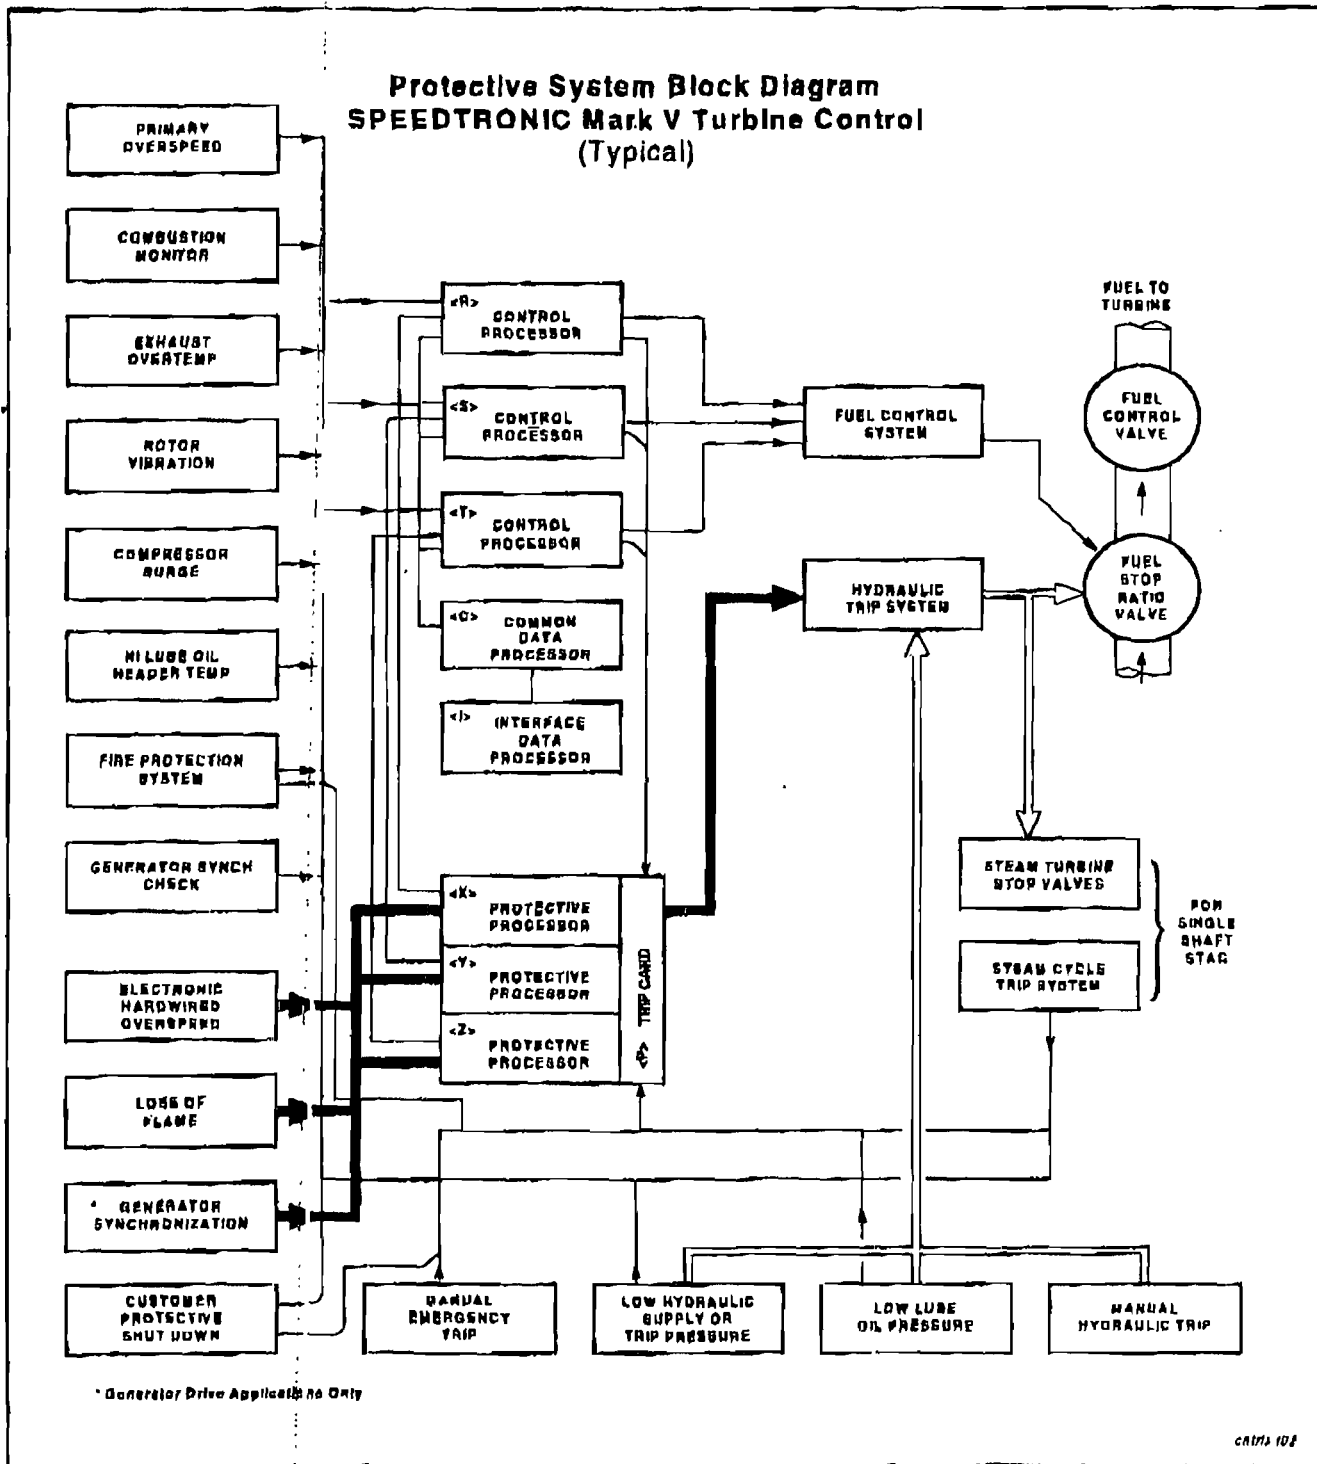 Protective System Block Diagram
SPEEDTRONIC Mark V Turbine Control
(Typical)
PRIMARY
OVERSPEED
COMBUSTION
MONITOR
EXHAUST
OVERTEMP
ROTOR
VIBRATION
COMPRESSOR
SURGE
HI LUBE OIL
HEADER TEMP
FIRE PROTECTION
SYSTEM
GENERATOR SYNCH
CHECK
ELECTRONIC
HARDWIRED
OVERSPEED
LOSS OF
FLAME
* GENERATOR
SYNCHRONIZATION
CUSTOMER
PROTECTIVE
SHUT DOWN
<R>
CONTROL
PROCESSOR
<S>
CONTROL
PROCESSOR
<T>
CONTROL
PROCESSOR
<C> COMMON
DATA
PROCESSOR
<I> INTERFACE
DATA
PROCESSOR
<X>
PROTECTIVE
PROCESSOR
<Y>
PROTECTIVE
PROCESSOR
<Z>
PROTECTIVE
PROCESSOR
<P> TRIP CARD
FUEL CONTROL
SYSTEM
HYDRAULIC
TRIP SYSTEM
FUEL TO
TURBINE
FUEL
CONTROL
VALVE
FUEL
STOP
RATIO
VALVE
STEAM TURBINE
STOP VALVES
STEAM CYCLE
TRIP SYSTEM
FOR
SINGLE
SHAFT
STAG
MANUAL
EMERGENCY
TRIP
LOW HYDRAULIC
SUPPLY OR
TRIP PRESSURE
LOW LUBE
OIL PRESSURE
MANUAL
HYDRAULIC TRIP
* Generator Drive Applications Only